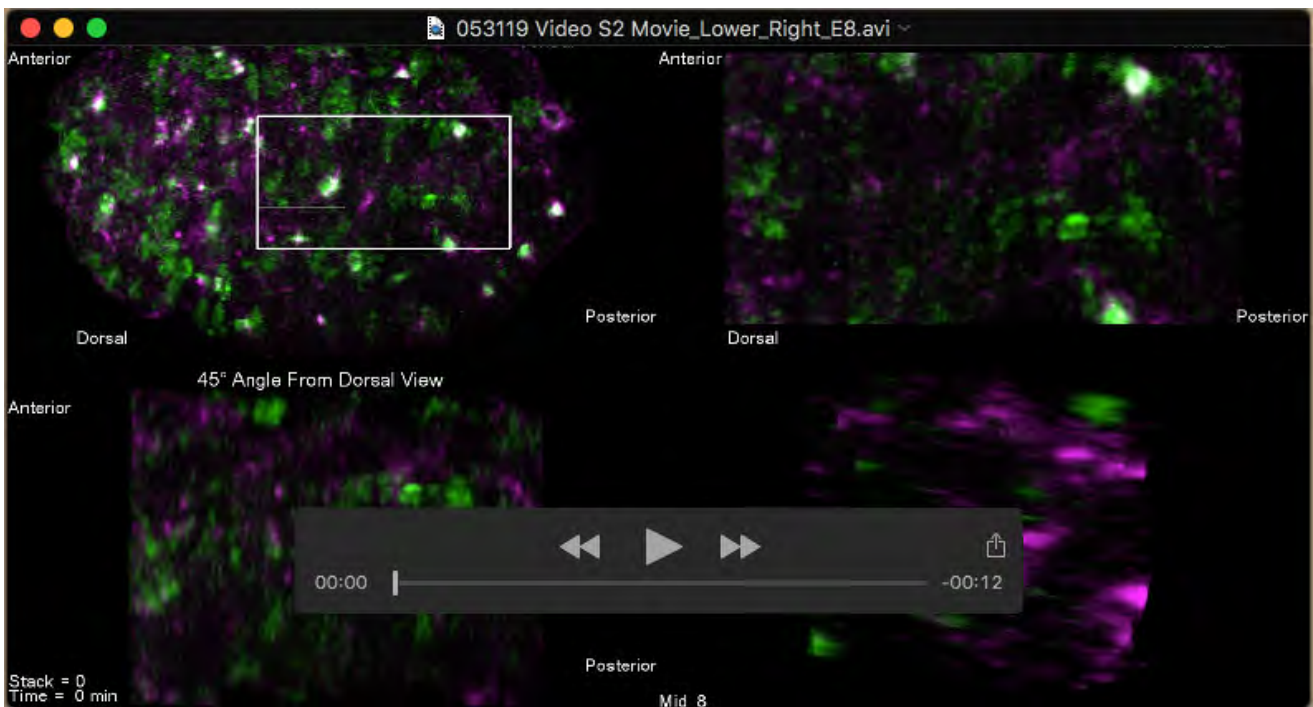 053119 Video S2 Movie_Lower_Right_E8.avi
Anterior
Anterior
Posterior
Posterior
Dorsal
Dorsal
45° Angle From Dorsal View
Anterior
00:00
-00:12
Posterior
Stack = 0
Time = 0 min
Mid 8